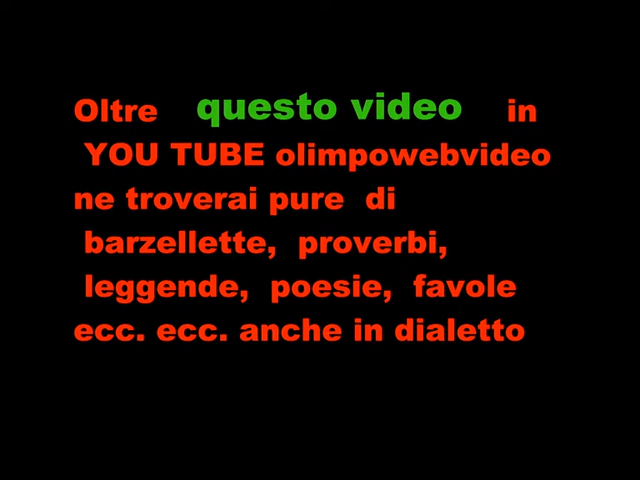 Oltre questo video in
YOU TUBE olimpowebvideo
ne troverai pure di
barzellette, proverbi,
leggende, poesie, favole
ecc. ecc. anche in dialetto